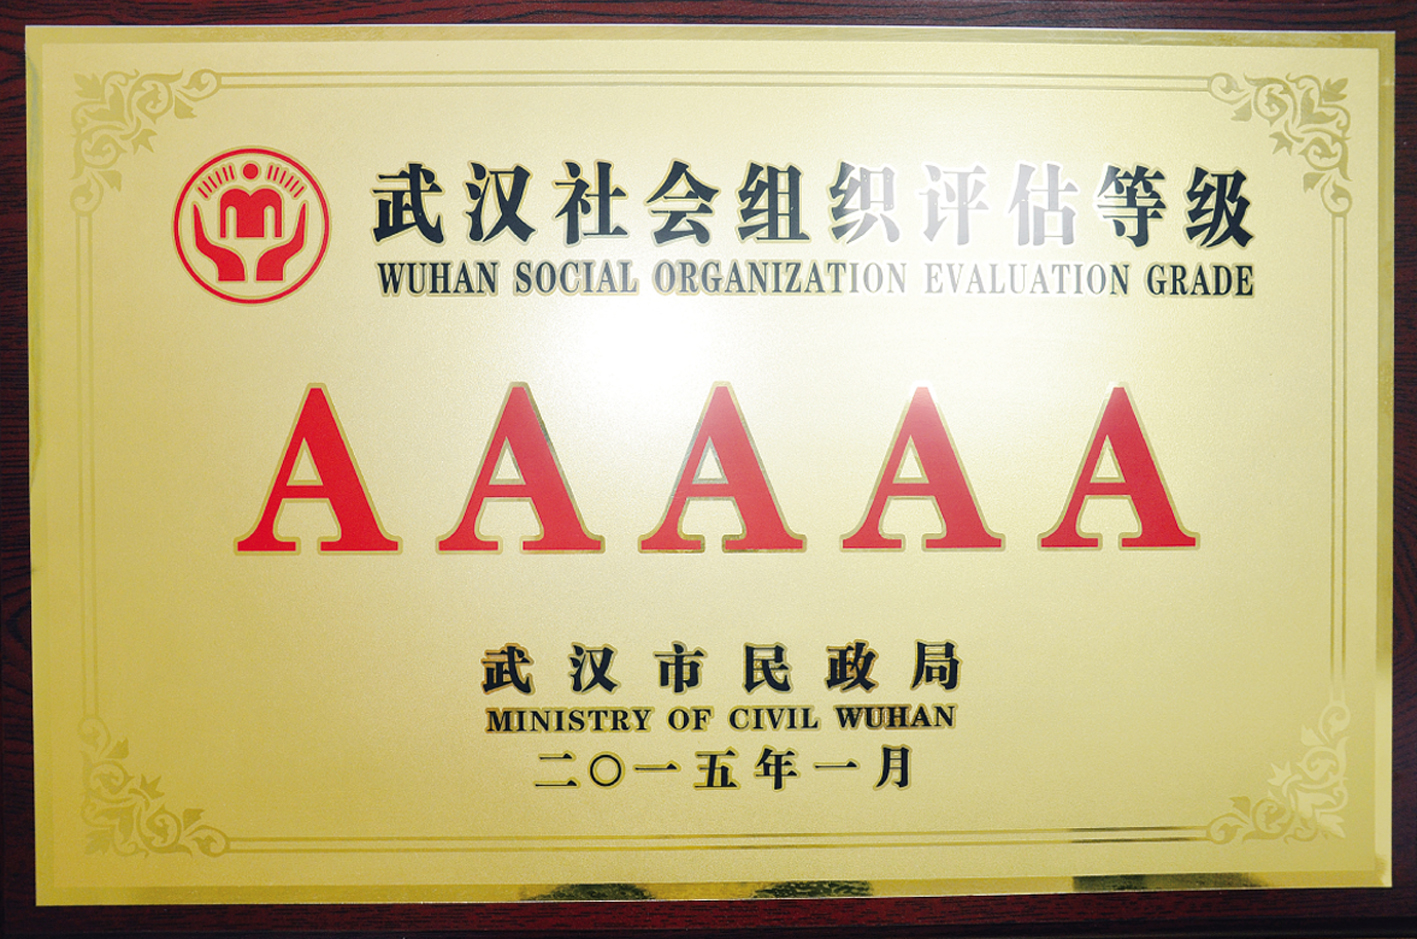 武汉社会组织评估等级
WUHAN SOCIAL ORGANIZATION EVALUATION GRADE
AAAAA
武汉市民政局
MINISTRY OF CIVIL WUHAN
二〇一五年一月